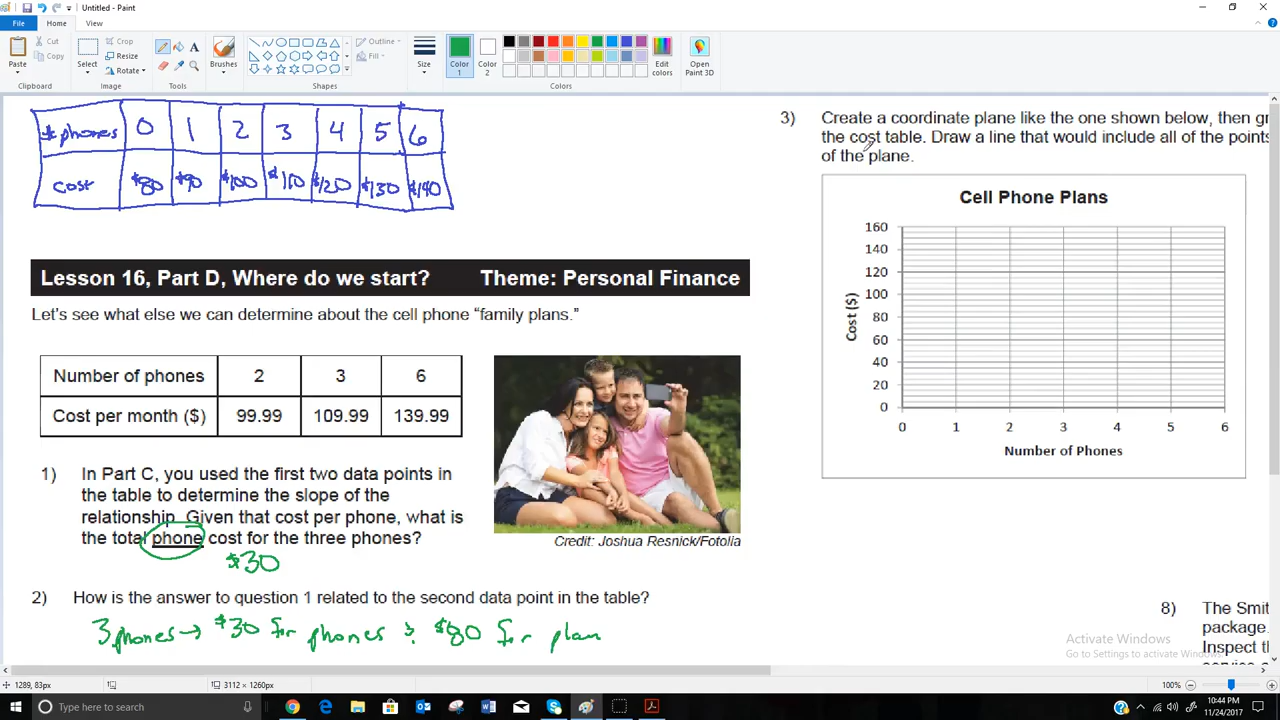 Untitled - Paint
File Home View
Paste Cut Copy Clipboard
Select Crop Resize Rotate Image
Tools
Brushes
Outline Fill Shapes
Size
Color 1 Color 2 Edit colors Colors
Open Paint 3D
# phones 0 1 2 3 4 5 6
cost $80 $90 $100 $110 $120 $130 $140
Lesson 16, Part D, Where do we start? Theme: Personal Finance
Let's see what else we can determine about the cell phone “family plans.”
Number of phones 2 3 6
Cost per month ($) 99.99 109.99 139.99
1) In Part C, you used the first two data points in
the table to determine the slope of the
relationship. Given that cost per phone, what is
the total phone cost for the three phones?
$30
Credit: Joshua Resnick/Fotolia
2) How is the answer to question 1 related to the second data point in the table?
3 phones → $30 for phones & $80 for plan
3) Create a coordinate plane like the one shown below, then gr
the cost table. Draw a line that would include all of the points
of the plane.
Cell Phone Plans
160
140
120
100
80
60
40
20
0
Cost ($)
0 1 2 3 4 5 6
Number of Phones
8) The Smit
package.
Inspect th
Activate Windows
Go to Settings to activate Windows.
1289, 83px 3112 × 1260px 100%
Type here to search
10:44 PM
11/24/2017